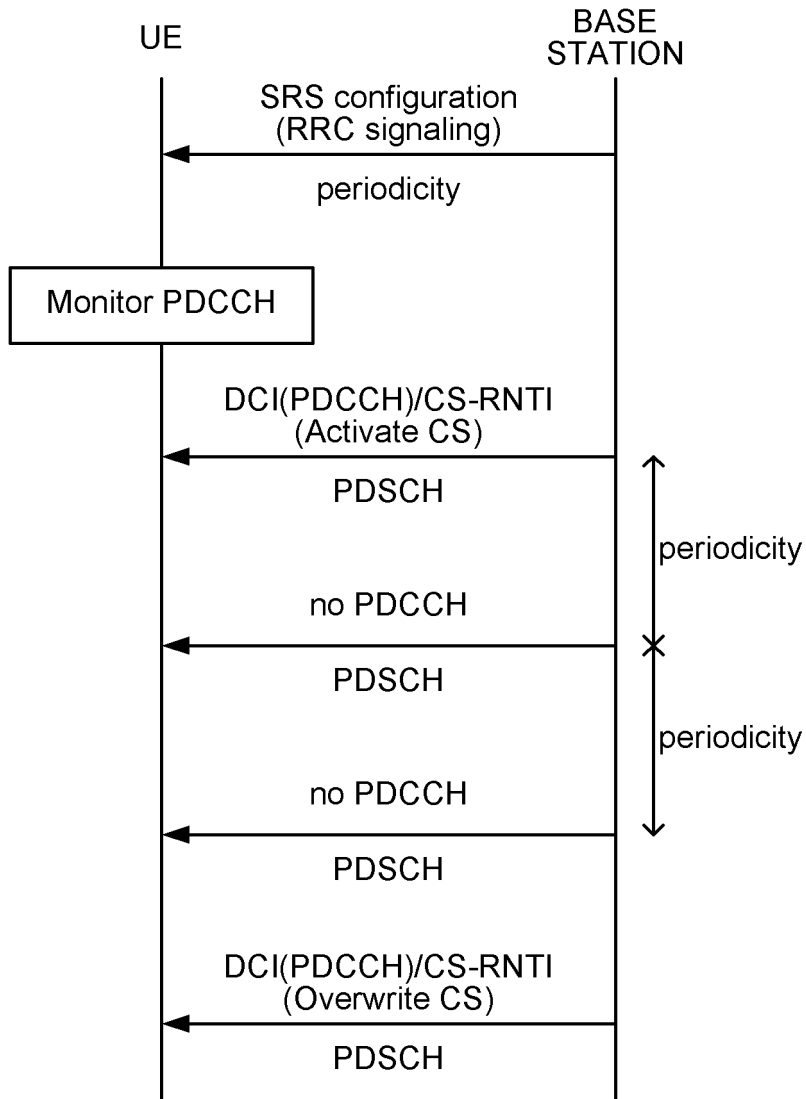 UE
BASE
STATION
SRS configuration
(RRC signaling)
periodicity
Monitor PDCCH
DCI(PDCCH)/CS-RNTI
(Activate CS)
PDSCH
periodicity
no PDCCH
PDSCH
periodicity
no PDCCH
PDSCH
DCI(PDCCH)/CS-RNTI
(Overwrite CS)
PDSCH